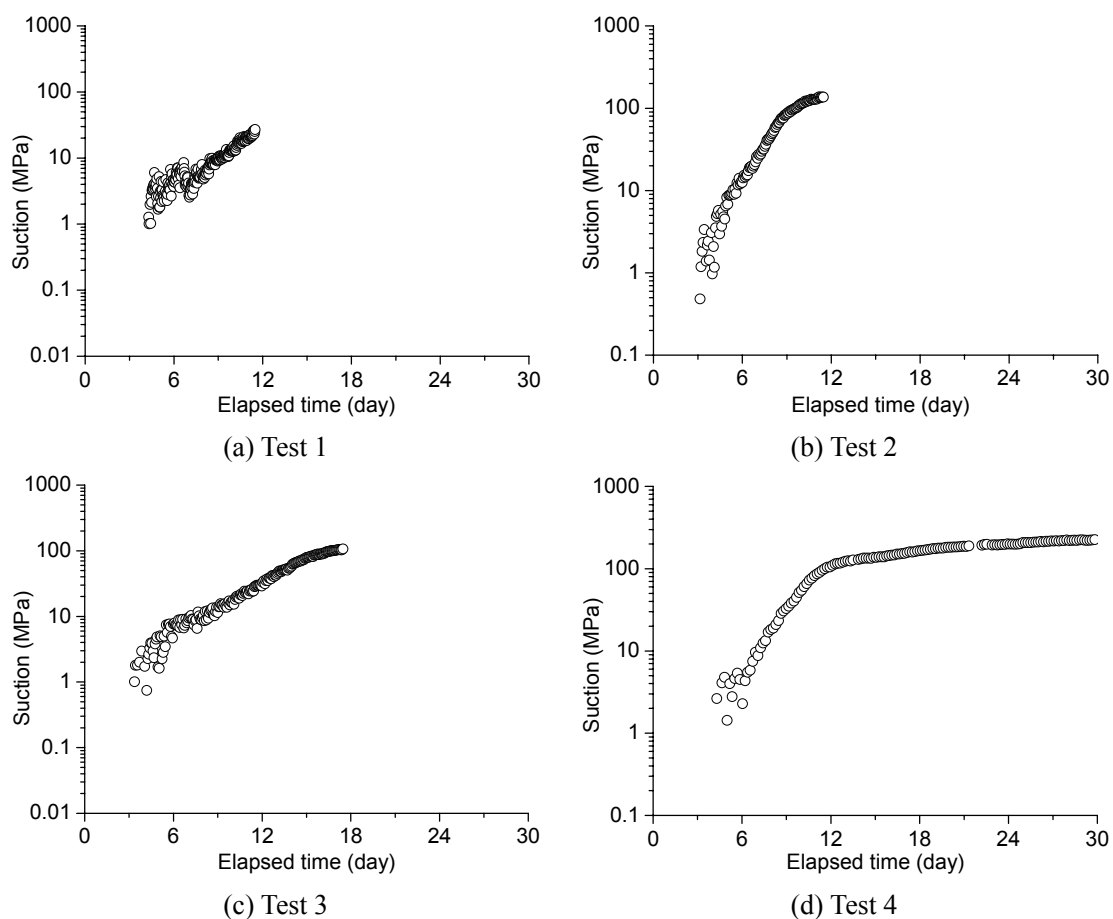 1000
100
10
1
0.1
0.01
Suction (MPa)
0 6 12 18 24 30
Elapsed time (day)
(a) Test 1
1000
100
10
1
0.1
Suction (MPa)
0 6 12 18 24 30
Elapsed time (day)
(b) Test 2
1000
100
10
1
0.1
0.01
Suction (MPa)
0 6 12 18 24 30
Elapsed time (day)
(c) Test 3
1000
100
10
1
0.1
Suction (MPa)
0 6 12 18 24 30
Elapsed time (day)
(d) Test 4